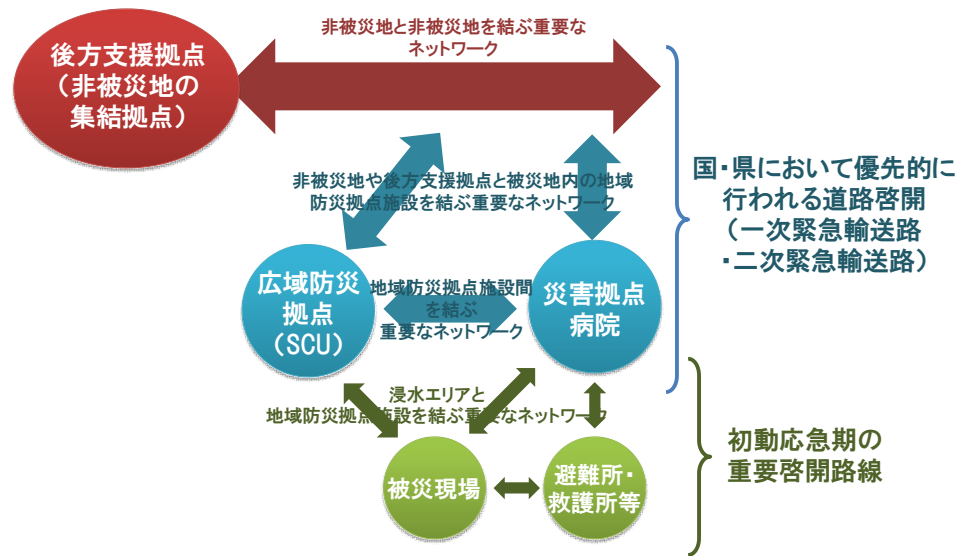 非被災地と非被災地を結ぶ重要な
ネットワーク
後方支援拠点
（非被災地の
集結拠点）
非被災地や後方支援拠点と被災地内の地域
防災拠点施設を結ぶ重要なネットワーク
国・県において優先的に
行われる道路啓開
（一次緊急輸送路
・二次緊急輸送路）
広域防災
拠点
（SCU）
地域防災拠点施設間
を結ぶ
重要なネットワーク
災害拠点
病院
浸水エリアと
地域防災拠点施設を結ぶ重要なネットワーク
初動応急期の
重要啓開路線
被災現場
避難所・
救護所等